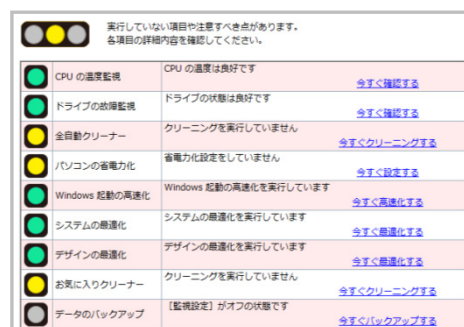 実行していない項目や注意すべき点があります。
各項目の詳細内容を確認してください。
CPU の温度監視
CPU の温度は良好です
今すぐ確認する
ドライブの故障監視
ドライブの状態は良好です
今すぐ確認する
全自動クリーナー
クリーニングを実行していません
今すぐクリーニングする
パソコンの省電力化
省電力化設定をしていません
今すぐ設定する
Windows 起動の高速化
Windows 起動の高速化を実行しています
今すぐ高速化する
システムの最適化
システムの最適化を実行しています
今すぐ最適化する
デザインの最適化
デザインの最適化を実行しています
今すぐ最適化する
お気に入りクリーナー
クリーニングを実行していません
今すぐクリーニングする
データのバックアップ
［監視設定］がオフの状態です
今すぐバックアップする